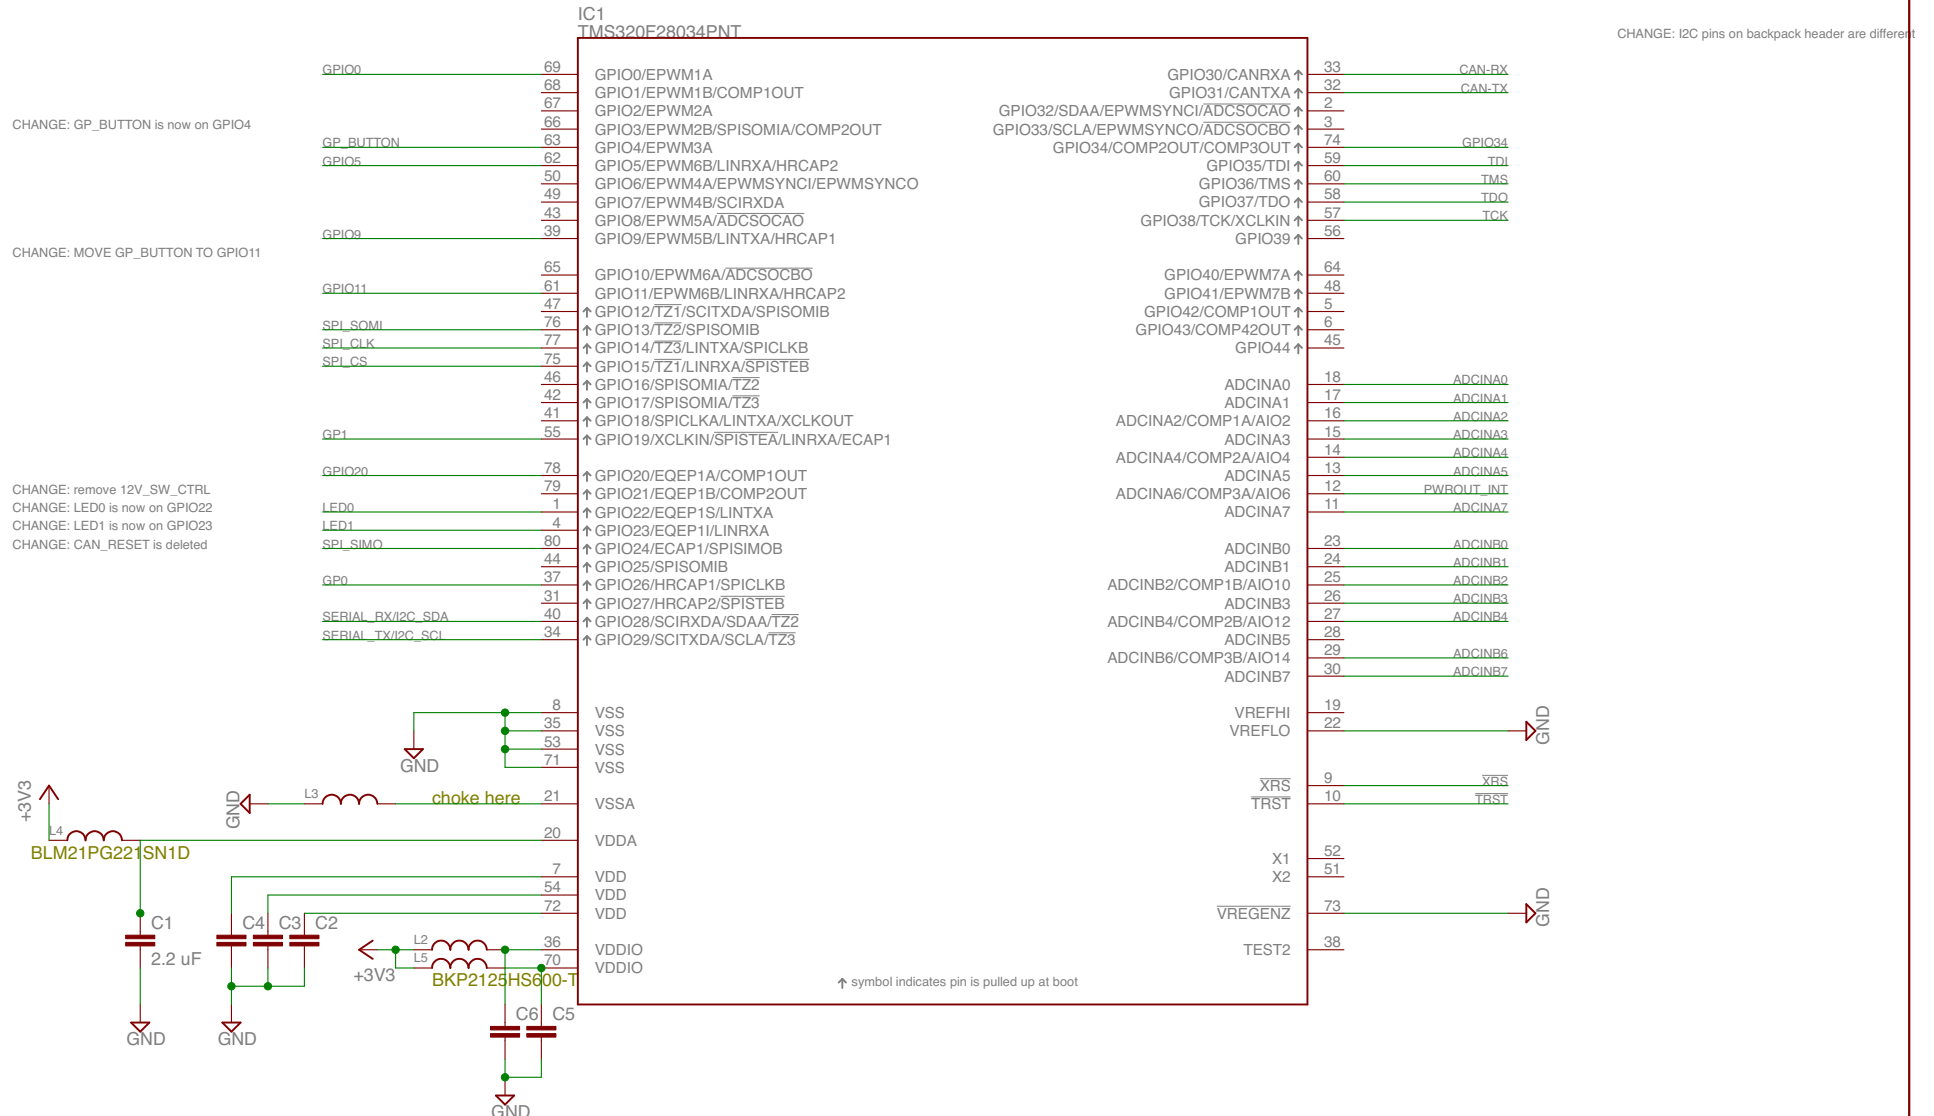 IC1
TMS320F28034PNT
CHANGE: I2C pins on backpack header are different
CHANGE: GP_BUTTON is now on GPIO4
CHANGE: MOVE GP_BUTTON TO GPIO11
CHANGE: remove 12V_SW_CTRL
CHANGE: LED0 is now on GPIO22
CHANGE: LED1 is now on GPIO23
CHANGE: CAN_RESET is deleted
GPIO0 69 GPIO0/EPWM1A
68 GPIO1/EPWM1B/COMP1OUT
67 GPIO2/EPWM2A
66 GPIO3/EPWM2B/SPISOMIA/COMP2OUT
GP_BUTTON 63 GPIO4/EPWM3A
GPIO5 62 GPIO5/EPWM6B/LINRXA/HRCAP2
50 GPIO6/EPWM4A/EPWMSYNCI/EPWMSYNCO
49 GPIO7/EPWM4B/SCIRXDA
43 GPIO8/EPWM5A/ADCSOCAO
GPIO9 39 GPIO9/EPWM5B/LINTXA/HRCAP1
65 GPIO10/EPWM6A/ADCSOCBO
GPIO11 61 GPIO11/EPWM6B/LINRXA/HRCAP2
47 ↑GPIO12/TZ1/SCITXDA/SPISOMIB
SPI_SOMI 76 ↑GPIO13/TZ2/SPISOMIB
SPI_CLK 77 ↑GPIO14/TZ3/LINTXA/SPICLKB
SPI_CS 75 ↑GPIO15/TZ1/LINRXA/SPISTEB
46 ↑GPIO16/SPISOMIA/TZ2
42 ↑GPIO17/SPISOMIA/TZ3
41 ↑GPIO18/SPICLKA/LINTXA/XCLKOUT
GP1 55 ↑GPIO19/XCLKIN/SPISTEA/LINRXA/ECAP1
GPIO20 78 ↑GPIO20/EQEP1A/COMP1OUT
79 ↑GPIO21/EQEP1B/COMP2OUT
LED0 1 ↑GPIO22/EQEP1S/LINTXA
LED1 4 ↑GPIO23/EQEP1I/LINRXA
SPI_SIMO 80 ↑GPIO24/ECAP1/SPISIMOB
44 ↑GPIO25/SPISOMIB
GP0 37 ↑GPIO26/HRCAP1/SPICLKB
31 ↑GPIO27/HRCAP2/SPISTEB
SERIAL_RX/I2C_SDA 40 ↑GPIO28/SCIRXDA/SDAA/TZ2
SERIAL_TX/I2C_SCL 34 ↑GPIO29/SCITXDA/SCLA/TZ3
8 VSS
35 VSS
53 VSS
71 VSS
GND
GND L3 choke here 21 VSSA
+3V3 L4 20 VDDA
BLM21PG221SN1D
7 VDD
54 VDD
72 VDD
C1 C4 C3 C2
2.2 uF
+3V3 L2 36 VDDIO
L5 70 VDDIO
BKP2125HS600-T
C6 C5
GND GND
GND
GPIO30/CANRXA↑ 33 CAN-RX
GPIO31/CANTXA↑ 32 CAN-TX
GPIO32/SDAA/EPWMSYNCI/ADCSOCAO↑ 2
GPIO33/SCLA/EPWMSYNCO/ADCSOCBO↑ 3
GPIO34/COMP2OUT/COMP3OUT↑ 74 GPIO34
GPIO35/TDI↑ 59 TDI
GPIO36/TMS↑ 60 TMS
GPIO37/TDO↑ 58 TDO
GPIO38/TCK/XCLKIN↑ 57 TCK
GPIO39↑ 56
GPIO40/EPWM7A↑ 64
GPIO41/EPWM7B↑ 48
GPIO42/COMP1OUT↑ 5
GPIO43/COMP42OUT↑ 6
GPIO44↑ 45
ADCINA0 18 ADCINA0
ADCINA1 17 ADCINA1
ADCINA2/COMP1A/AIO2 16 ADCINA2
ADCINA3 15 ADCINA3
ADCINA4/COMP2A/AIO4 14 ADCINA4
ADCINA5 13 ADCINA5
ADCINA6/COMP3A/AIO6 12 PWROUT_INT
ADCINA7 11 ADCINA7
ADCINB0 23 ADCINB0
ADCINB1 24 ADCINB1
ADCINB2/COMP1B/AIO10 25 ADCINB2
ADCINB3 26 ADCINB3
ADCINB4/COMP2B/AIO12 27 ADCINB4
ADCINB5 28
ADCINB6/COMP3B/AIO14 29 ADCINB6
ADCINB7 30 ADCINB7
VREFHI 19
VREFLO 22 GND
XRS 9 XRS
TRST 10 TRST
X1 52
X2 51
VREGENZ 73 GND
TEST2 38
↑ symbol indicates pin is pulled up at boot